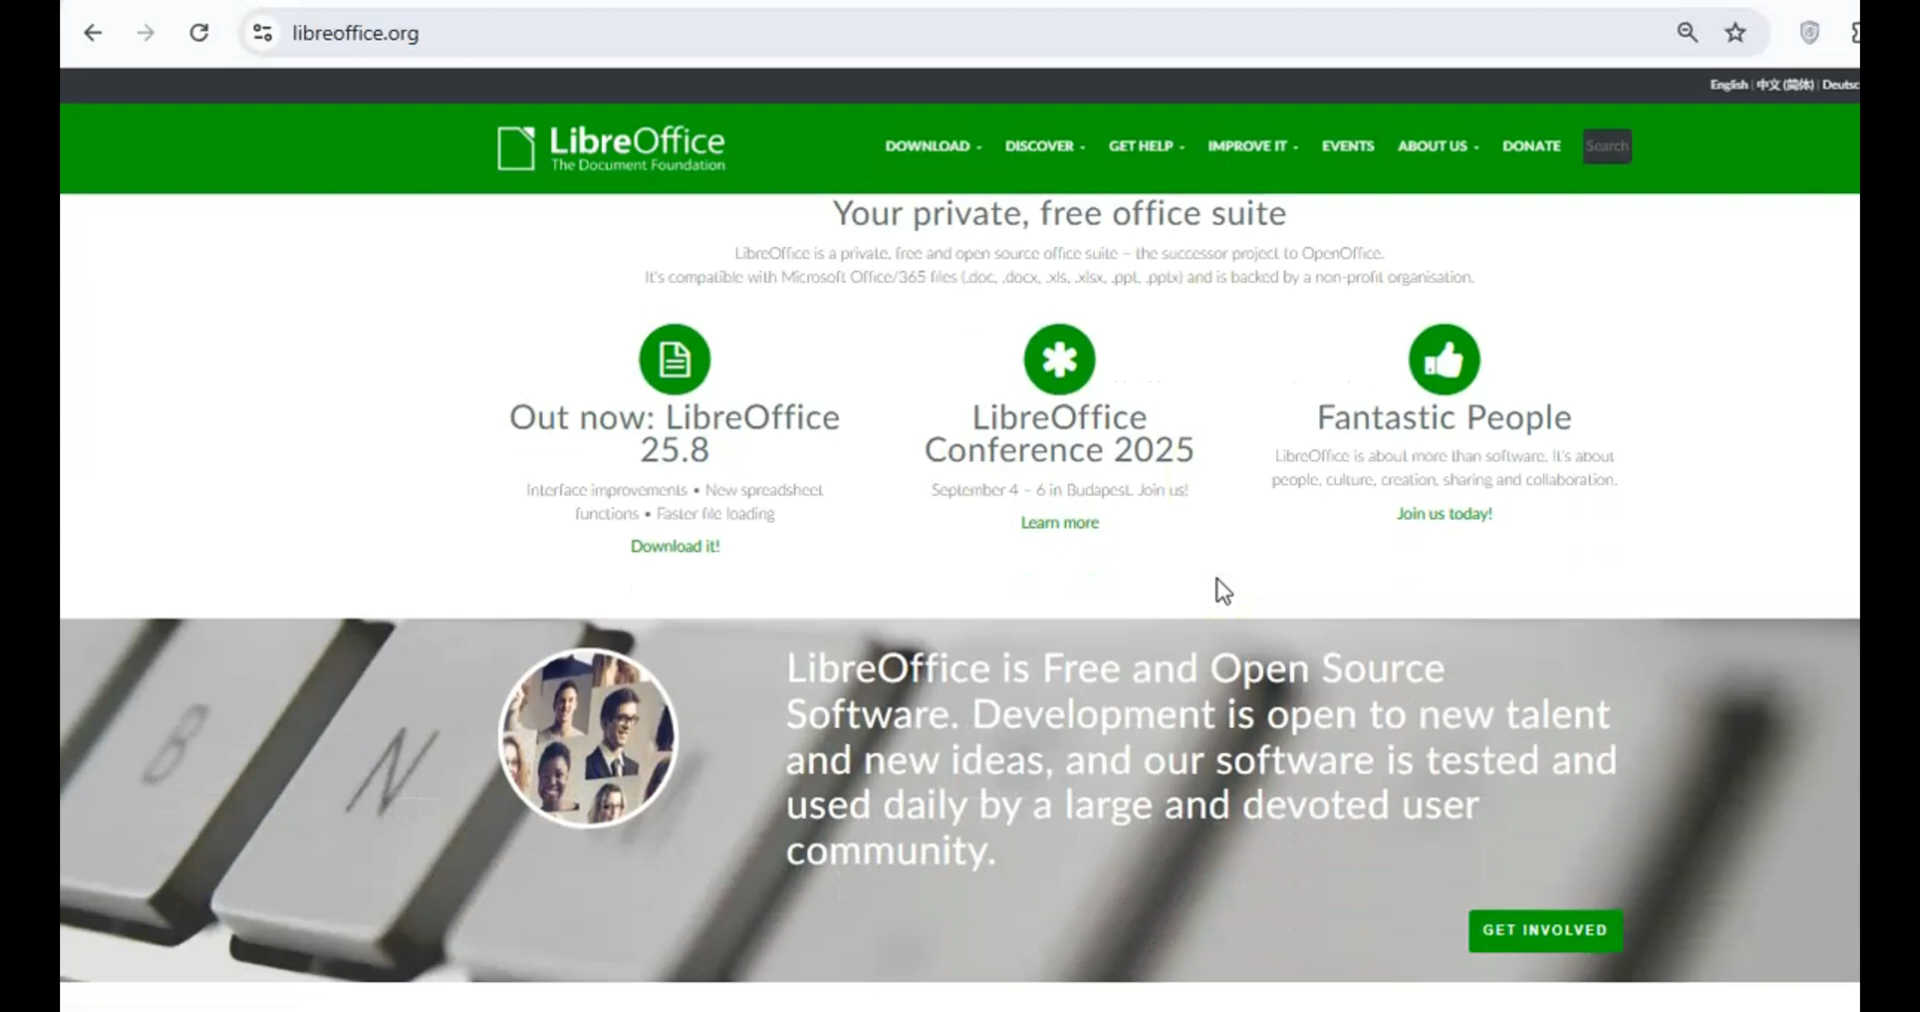 libreoffice.org
English | 中文 (简体) |
LibreOffice
The Document Foundation
DOWNLOAD
DISCOVER
GET HELP
IMPROVE IT
EVENTS
ABOUT US
DONATE
Search
Your private, free office suite
LibreOffice is a private, free and open source office suite – the successor project to OpenOffice.
It's compatible with Microsoft Office/365 files (.doc, .docx, .xls, .xlsx, .ppt, .pptx) and is backed by a non-profit organisation.
Out now: LibreOffice
25.8
Interface improvements • New spreadsheet
functions • Faster file loading
Download it!
LibreOffice
Conference 2025
September 4 – 6 in Budapest. Join us!
Learn more
Fantastic People
LibreOffice is about more than software. It's about
people, culture, creation, sharing and collaboration.
Join us today!
B
N
LibreOffice is Free and Open Source
Software. Development is open to new talent
and new ideas, and our software is tested and
used daily by a large and devoted user
community.
GET INVOLVED